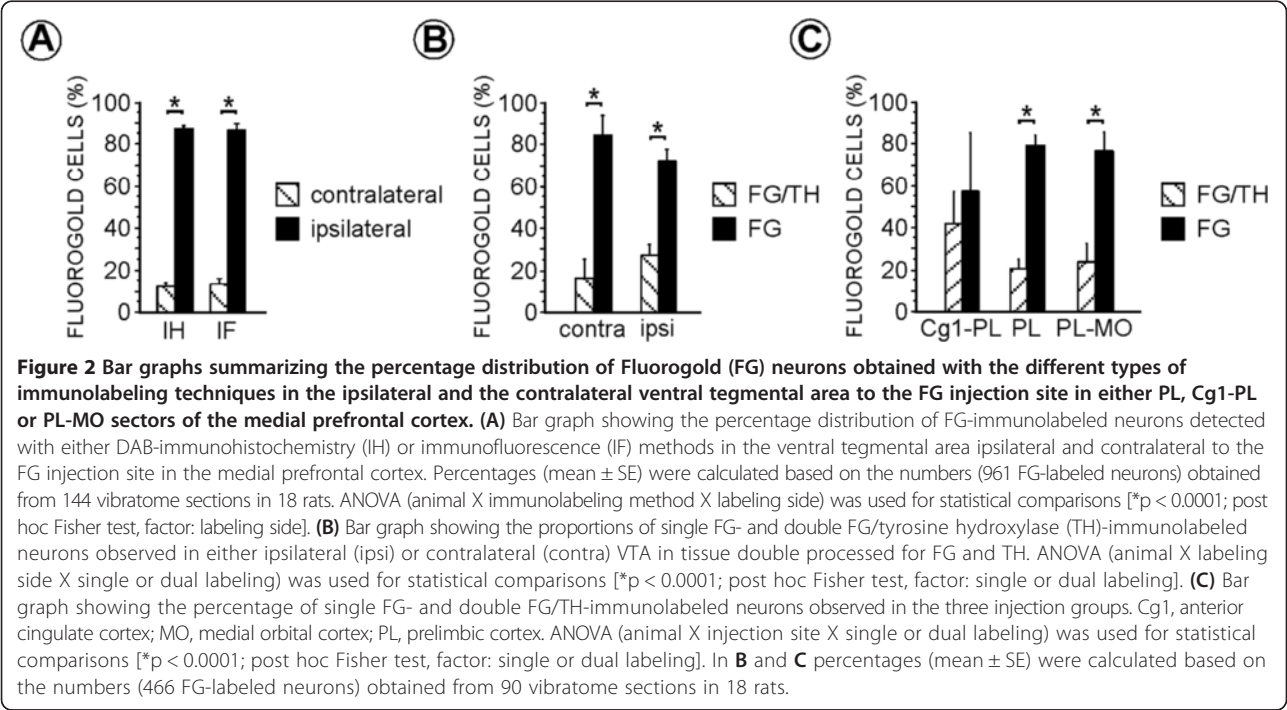 A
B
C
FLUOROGOLD CELLS (%)
100
80
60
40
20
0
*
*
IH
IF
contralateral
ipsilateral
FLUOROGOLD CELLS (%)
100
80
60
40
20
0
*
*
contra
ipsi
FG/TH
FG
FLUOROGOLD CELLS (%)
100
80
60
40
20
0
*
*
Cg1-PL
PL
PL-MO
FG/TH
FG
Figure 2 Bar graphs summarizing the percentage distribution of Fluorogold (FG) neurons obtained with the different types of
immunolabeling techniques in the ipsilateral and the contralateral ventral tegmental area to the FG injection site in either PL, Cg1-PL
or PL-MO sectors of the medial prefrontal cortex. (A) Bar graph showing the percentage distribution of FG-immunolabeled neurons detected
with either DAB-immunohistochemistry (IH) or immunofluorescence (IF) methods in the ventral tegmental area ipsilateral and contralateral to the
FG injection site in the medial prefrontal cortex. Percentages (mean ± SE) were calculated based on the numbers (961 FG-labeled neurons) obtained
from 144 vibratome sections in 18 rats. ANOVA (animal X immunolabeling method X labeling side) was used for statistical comparisons [*p < 0.0001; post
hoc Fisher test, factor: labeling side]. (B) Bar graph showing the proportions of single FG- and double FG/tyrosine hydroxylase (TH)-immunolabeled
neurons observed in either ipsilateral (ipsi) or contralateral (contra) VTA in tissue double processed for FG and TH. ANOVA (animal X labeling
side X single or dual labeling) was used for statistical comparisons [*p < 0.0001; post hoc Fisher test, factor: single or dual labeling]. (C) Bar
graph showing the percentage of single FG- and double FG/TH-immunolabeled neurons observed in the three injection groups. Cg1, anterior
cingulate cortex; MO, medial orbital cortex; PL, prelimbic cortex. ANOVA (animal X injection site X single or dual labeling) was used for statistical
comparisons [*p < 0.0001; post hoc Fisher test, factor: single or dual labeling]. In B and C percentages (mean ± SE) were calculated based on
the numbers (466 FG-labeled neurons) obtained from 90 vibratome sections in 18 rats.